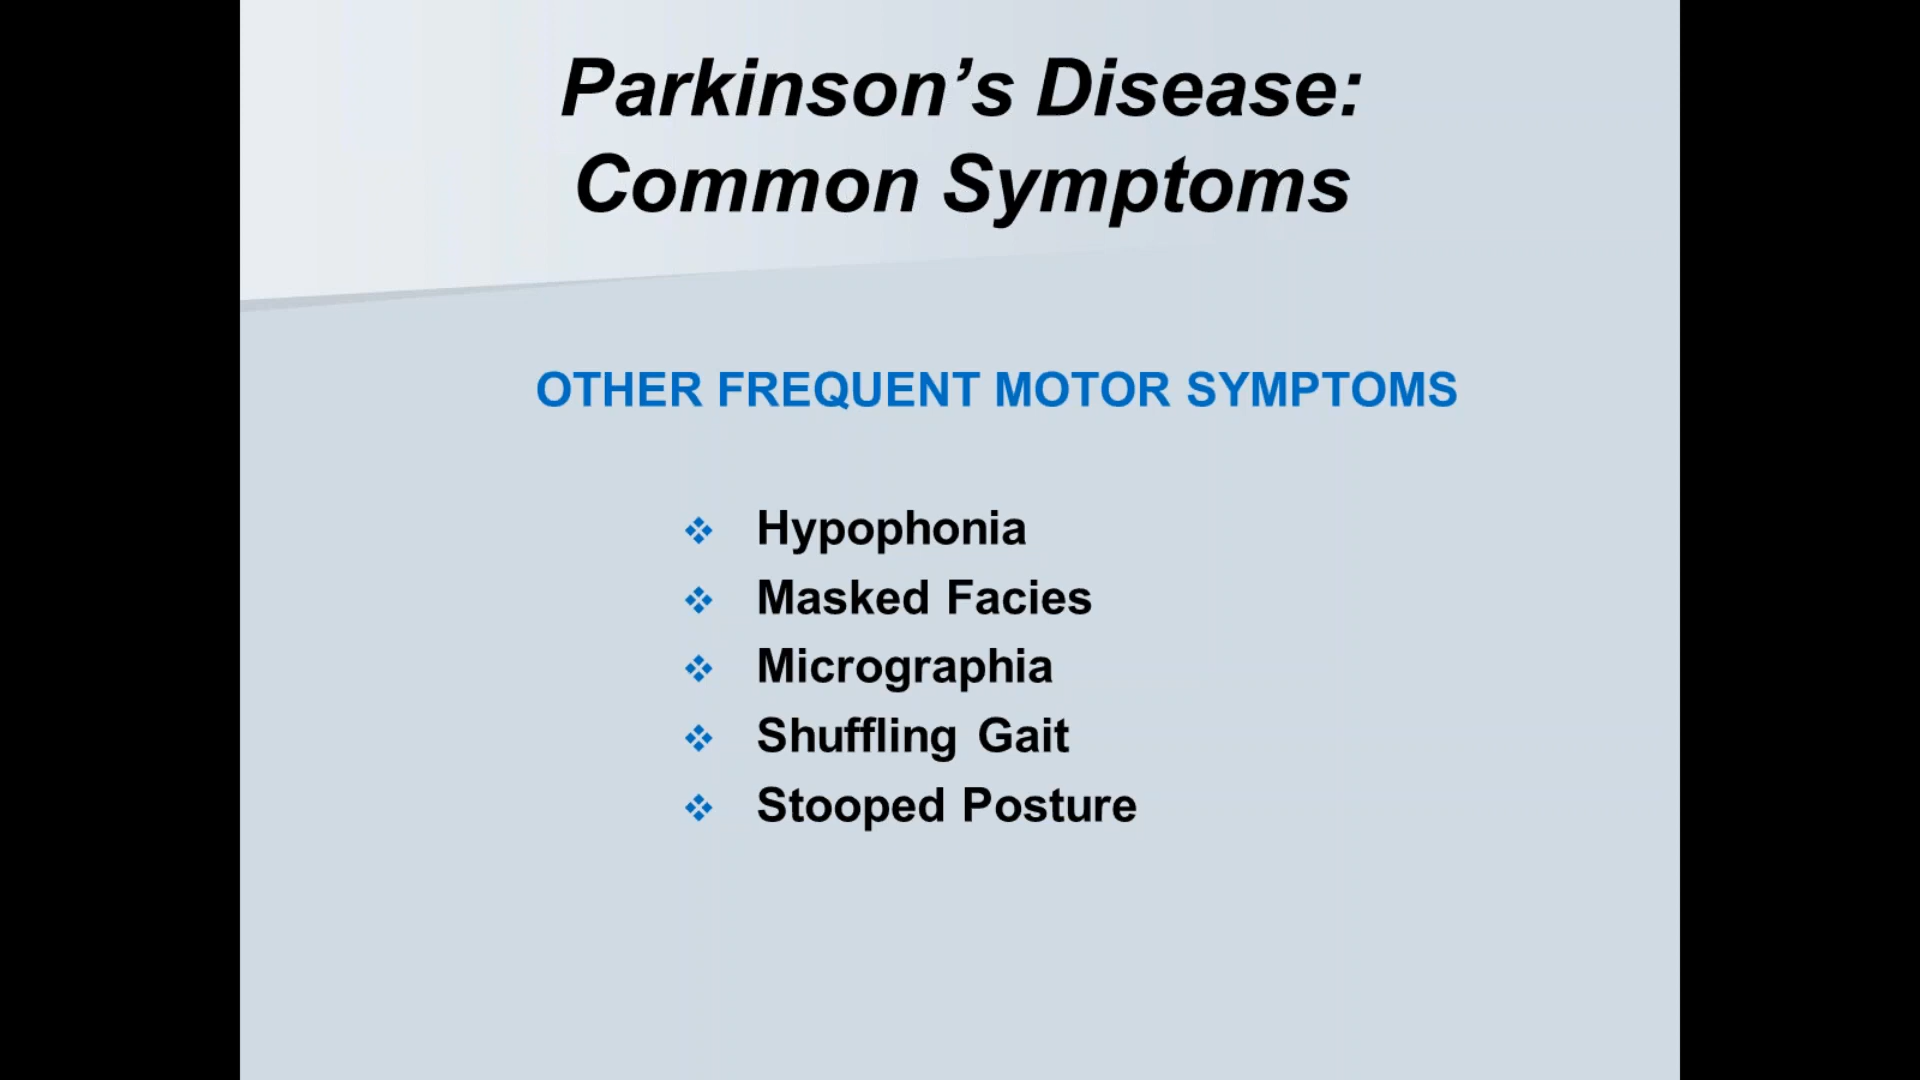 Parkinson’s Disease:
Common Symptoms
OTHER FREQUENT MOTOR SYMPTOMS
❖ Hypophonia
❖ Masked Facies
❖ Micrographia
❖ Shuffling Gait
❖ Stooped Posture